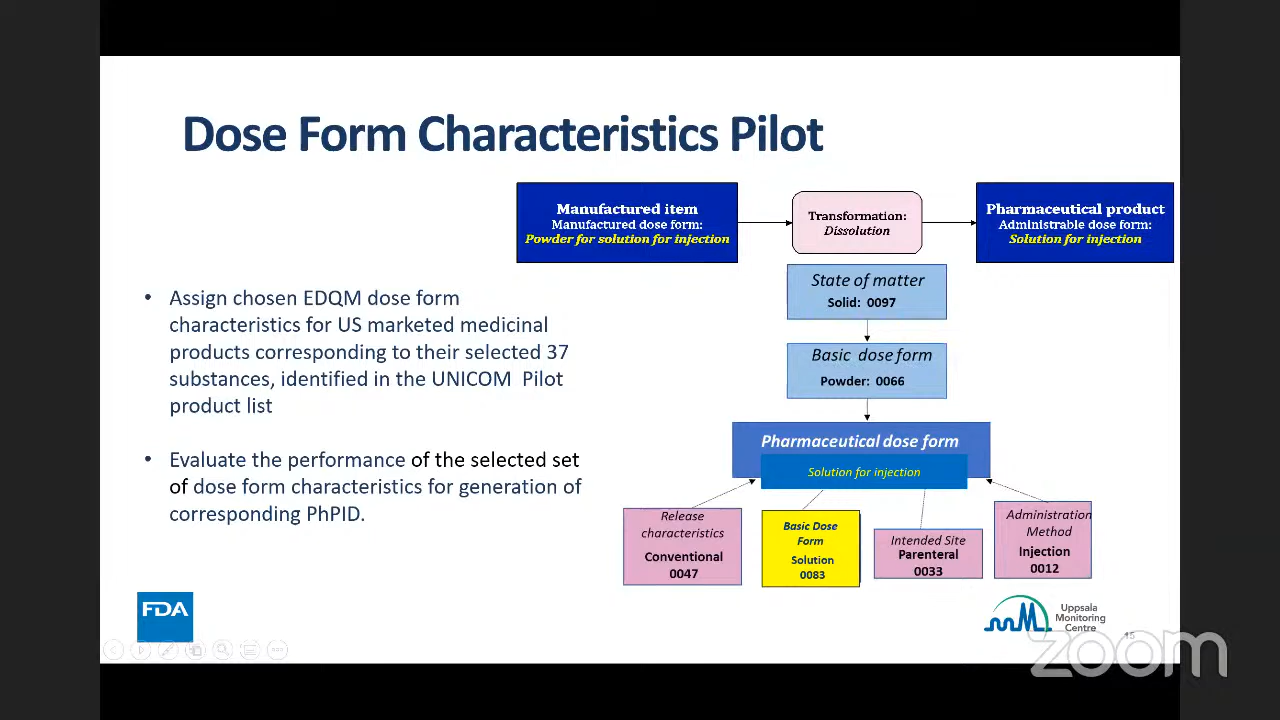 Dose Form Characteristics Pilot
Manufactured item
Manufactured dose form:
Powder for solution for injection
Transformation:
Dissolution
Pharmaceutical product
Administrable dose form:
Solution for injection
• Assign chosen EDQM dose form
characteristics for US marketed medicinal
products corresponding to their selected 37
substances, identified in the UNICOM Pilot
product list
• Evaluate the performance of the selected set
of dose form characteristics for generation of
corresponding PhPID.
State of matter
Solid: 0097
Basic dose form
Powder: 0066
Pharmaceutical dose form
Solution for injection
Release
characteristics
Conventional
0047
Basic Dose
Form
Solution
0083
Intended Site
Parenteral
0033
Administration
Method
Injection
0012
FDA
Uppsala
Monitoring
Centre
15
zoom